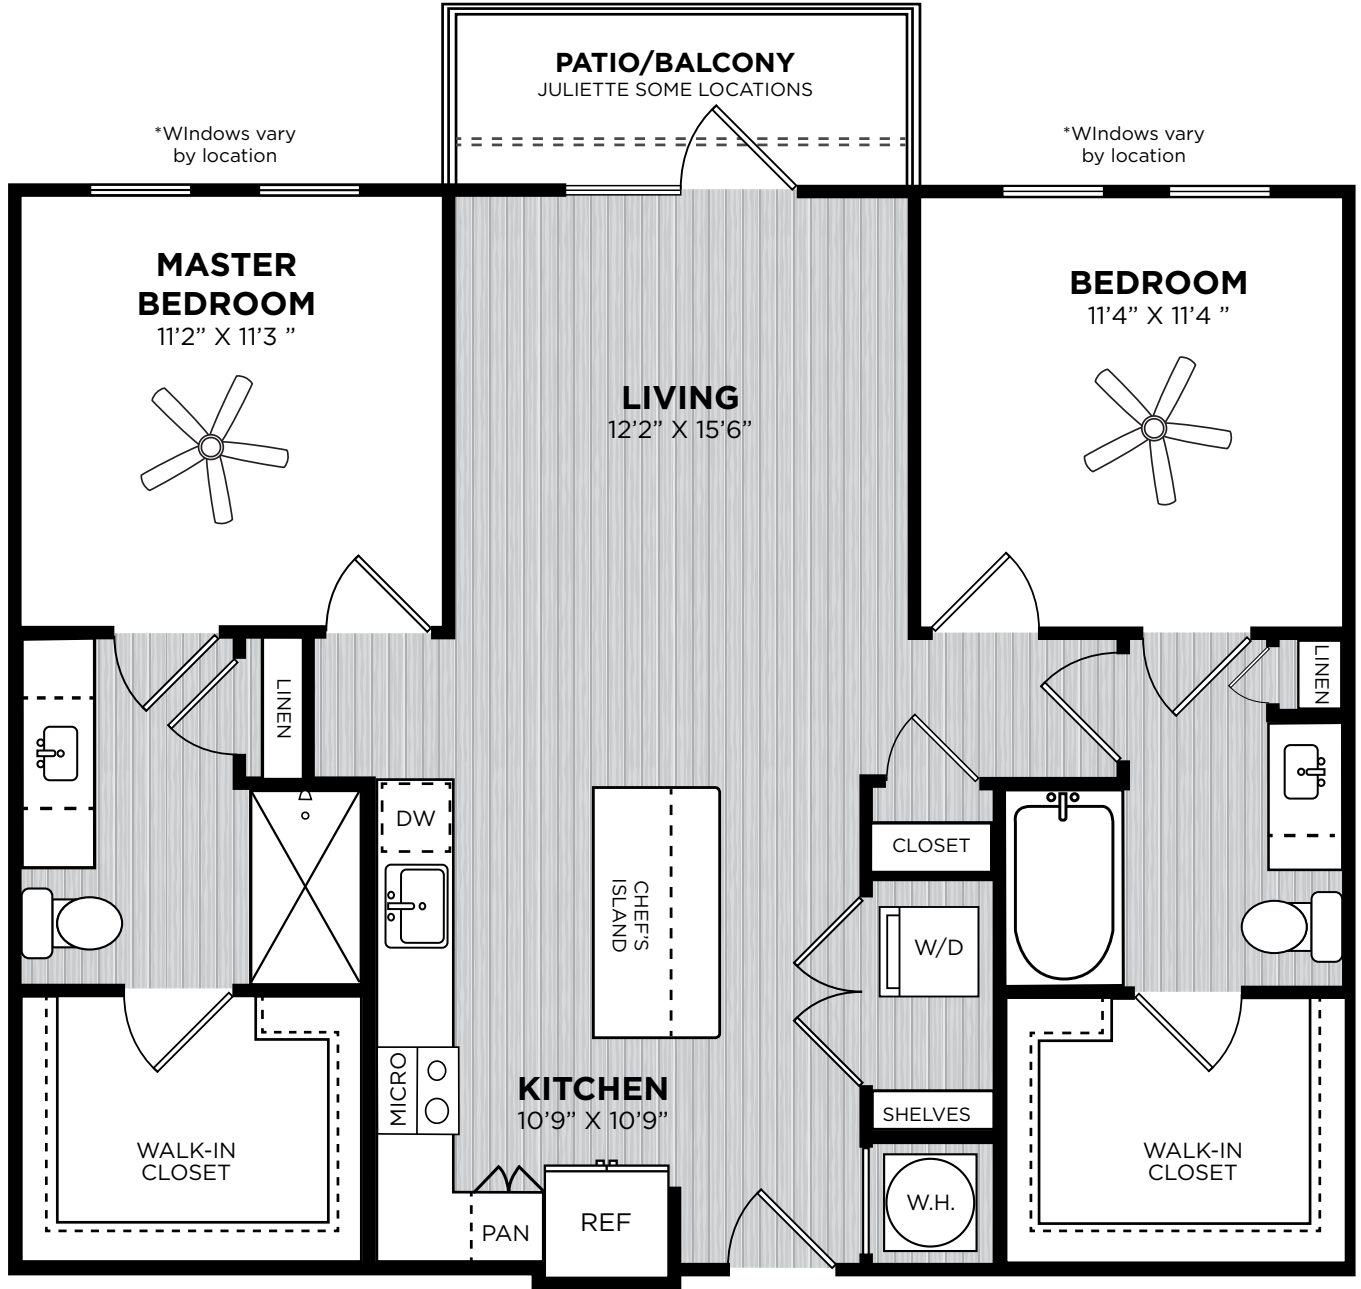 PATIO/BALCONY
JULIETTE SOME LOCATIONS
*WIndows vary
by location
*WIndows vary
by location
MASTER
BEDROOM
11’2” X 11’3 ”
BEDROOM
11’4” X 11’4 ”
LIVING
12’2” X 15’6”
LINEN
LINEN
DW
CLOSET
CHEF’S
ISLAND
W/D
MICRO
KITCHEN
10’9” X 10’9”
SHELVES
WALK-IN
CLOSET
WALK-IN
CLOSET
PAN
REF
W.H.